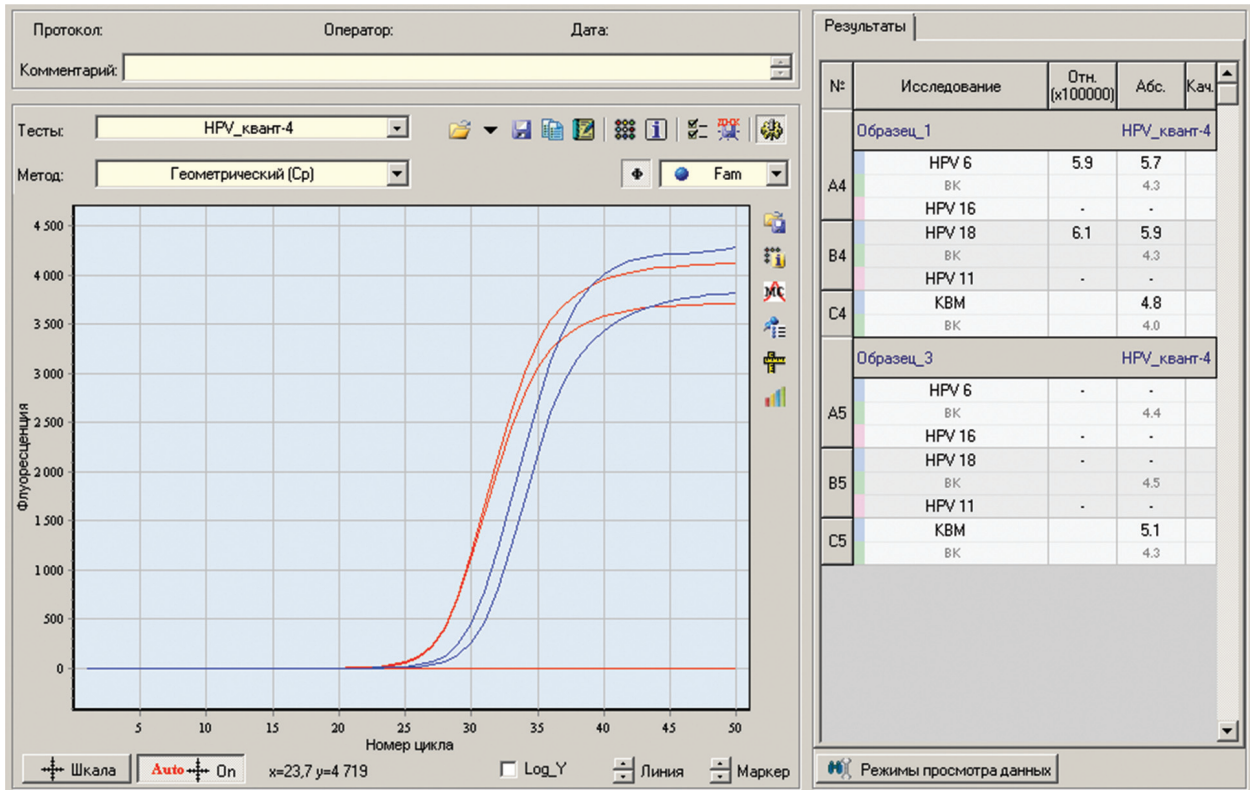 Протокол: Оператор: Дата:
Комментарий:
Тесты: HPV_квант-4
Метод: Геометрический (Cp) Ф Fam
4 500
4 000
3 500
3 000
2 500
2 000
1 500
1 000
500
0
Флуоресценция
5 10 15 20 25 30 35 40 45 50
Номер цикла
Шкала Auto On x=23,7 y=4 719 Log_Y Линия Маркер
Результаты
№ Исследование Отн. (x100000) Абс. Кач.
Образец_1 HPV_квант-4
A4
HPV 6 5.9 5.7
ВК 4.3
HPV 16 - -
B4
HPV 18 6.1 5.9
ВК 4.3
HPV 11 - -
C4
КВМ 4.8
ВК 4.0
Образец_3 HPV_квант-4
A5
HPV 6 - -
ВК 4.4
HPV 16 - -
B5
HPV 18 - -
ВК 4.5
HPV 11 - -
C5
КВМ 5.1
ВК 4.3
Режимы просмотра данных